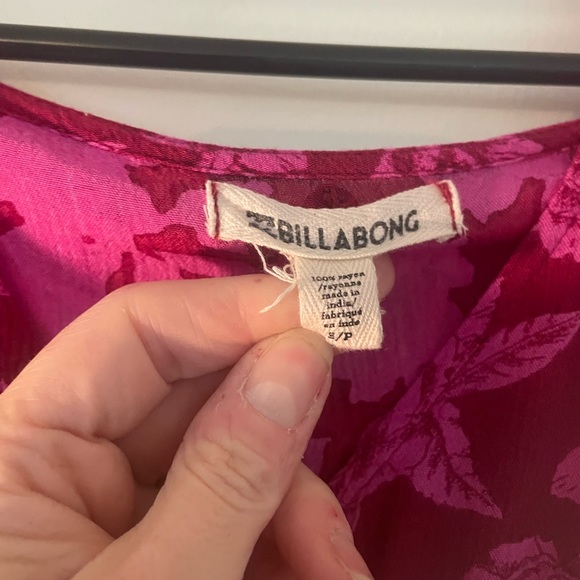 BILLABONG
100% rayon
/rayonne
made in
india/
fabriqué
en inde
S/P